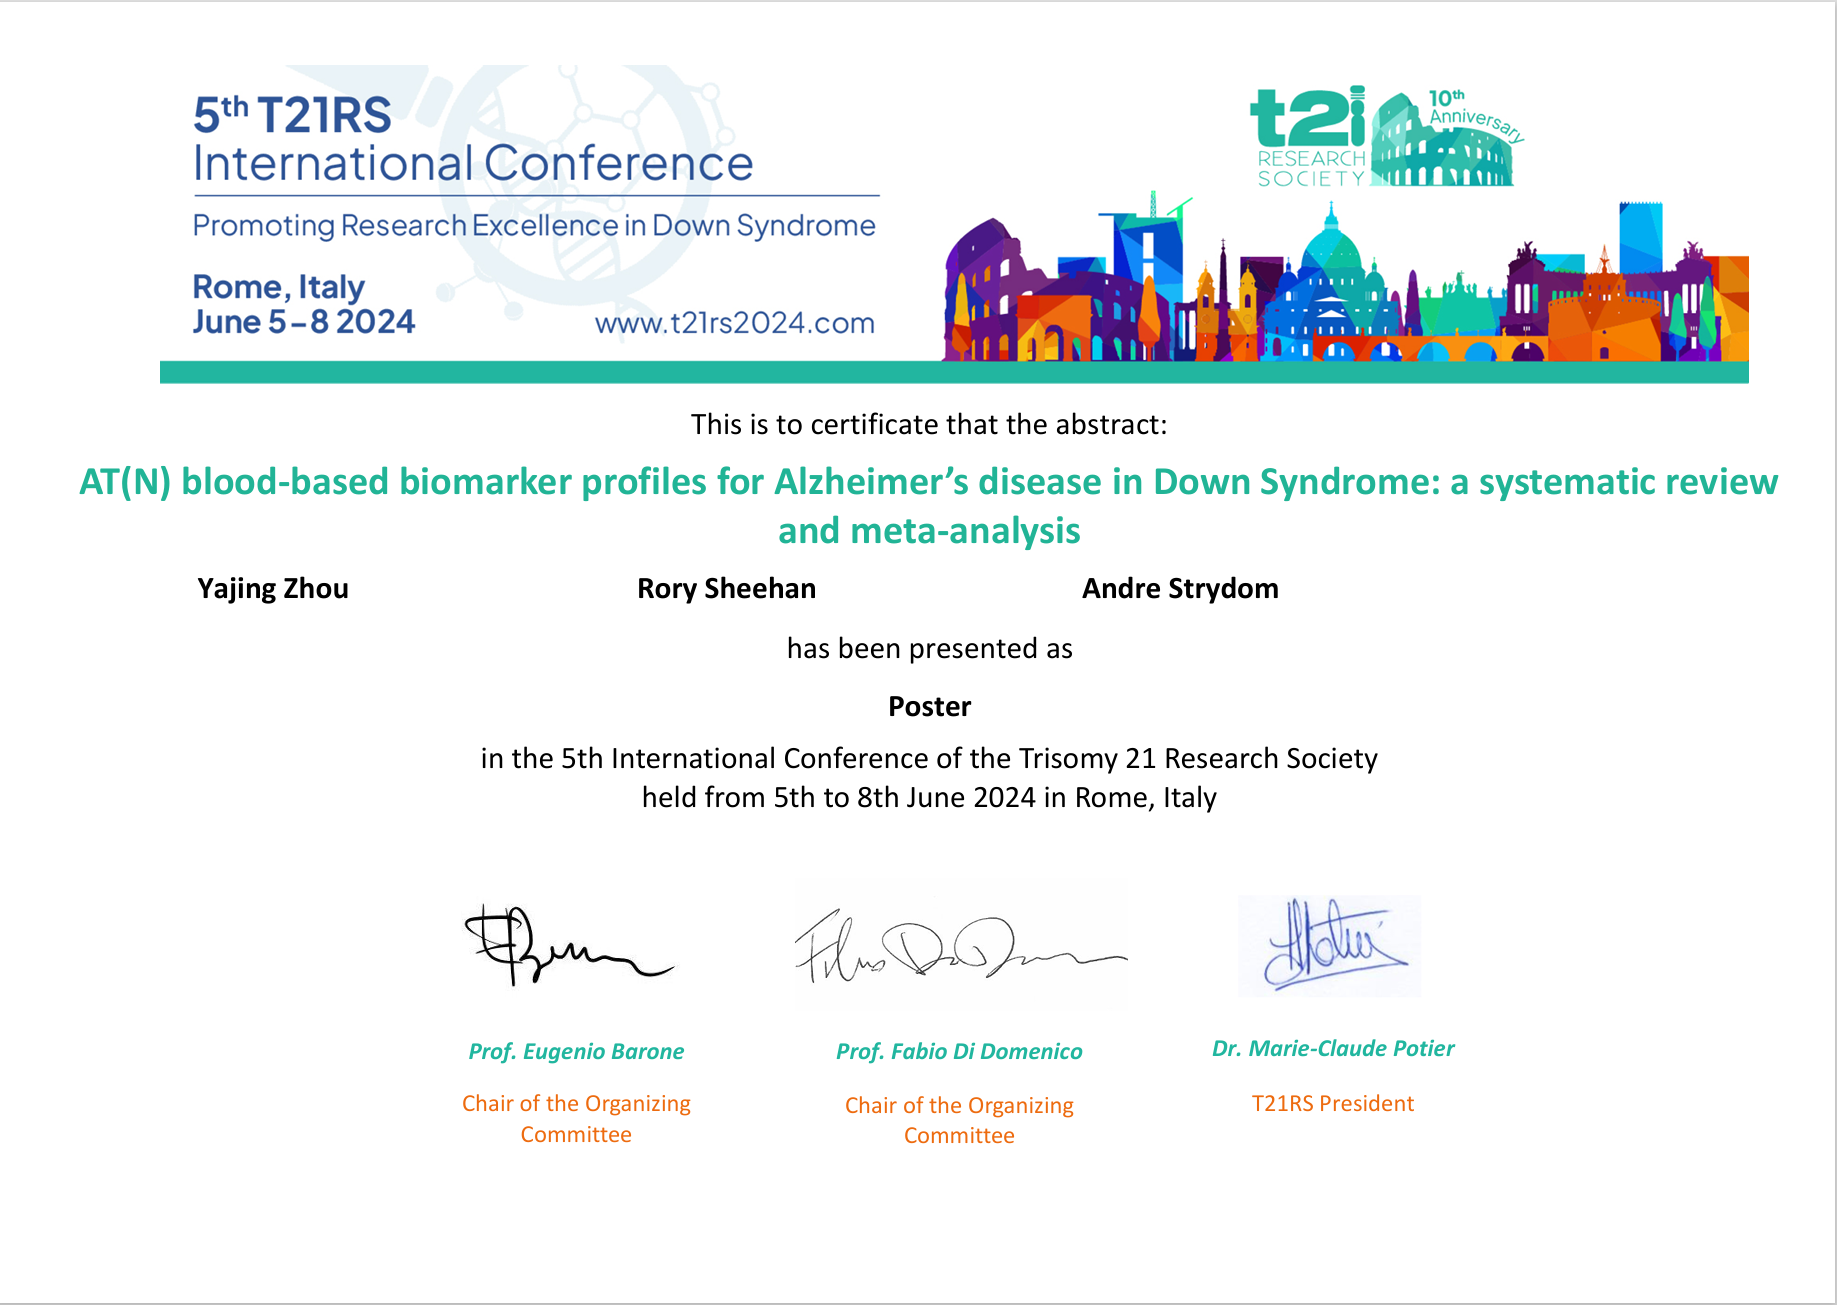 5th T21RS
International Conference
Promoting Research Excellence in Down Syndrome
Rome, Italy
June 5–8 2024
www.t21rs2024.com
t2i
RESEARCH
SOCIETY
10th
Anniversary
This is to certificate that the abstract:
AT(N) blood-based biomarker profiles for Alzheimer’s disease in Down Syndrome: a systematic review
and meta-analysis
Yajing Zhou Rory Sheehan Andre Strydom
has been presented as
Poster
in the 5th International Conference of the Trisomy 21 Research Society
held from 5th to 8th June 2024 in Rome, Italy
Prof. Eugenio Barone
Chair of the Organizing
Committee
Prof. Fabio Di Domenico
Chair of the Organizing
Committee
Dr. Marie-Claude Potier
T21RS President